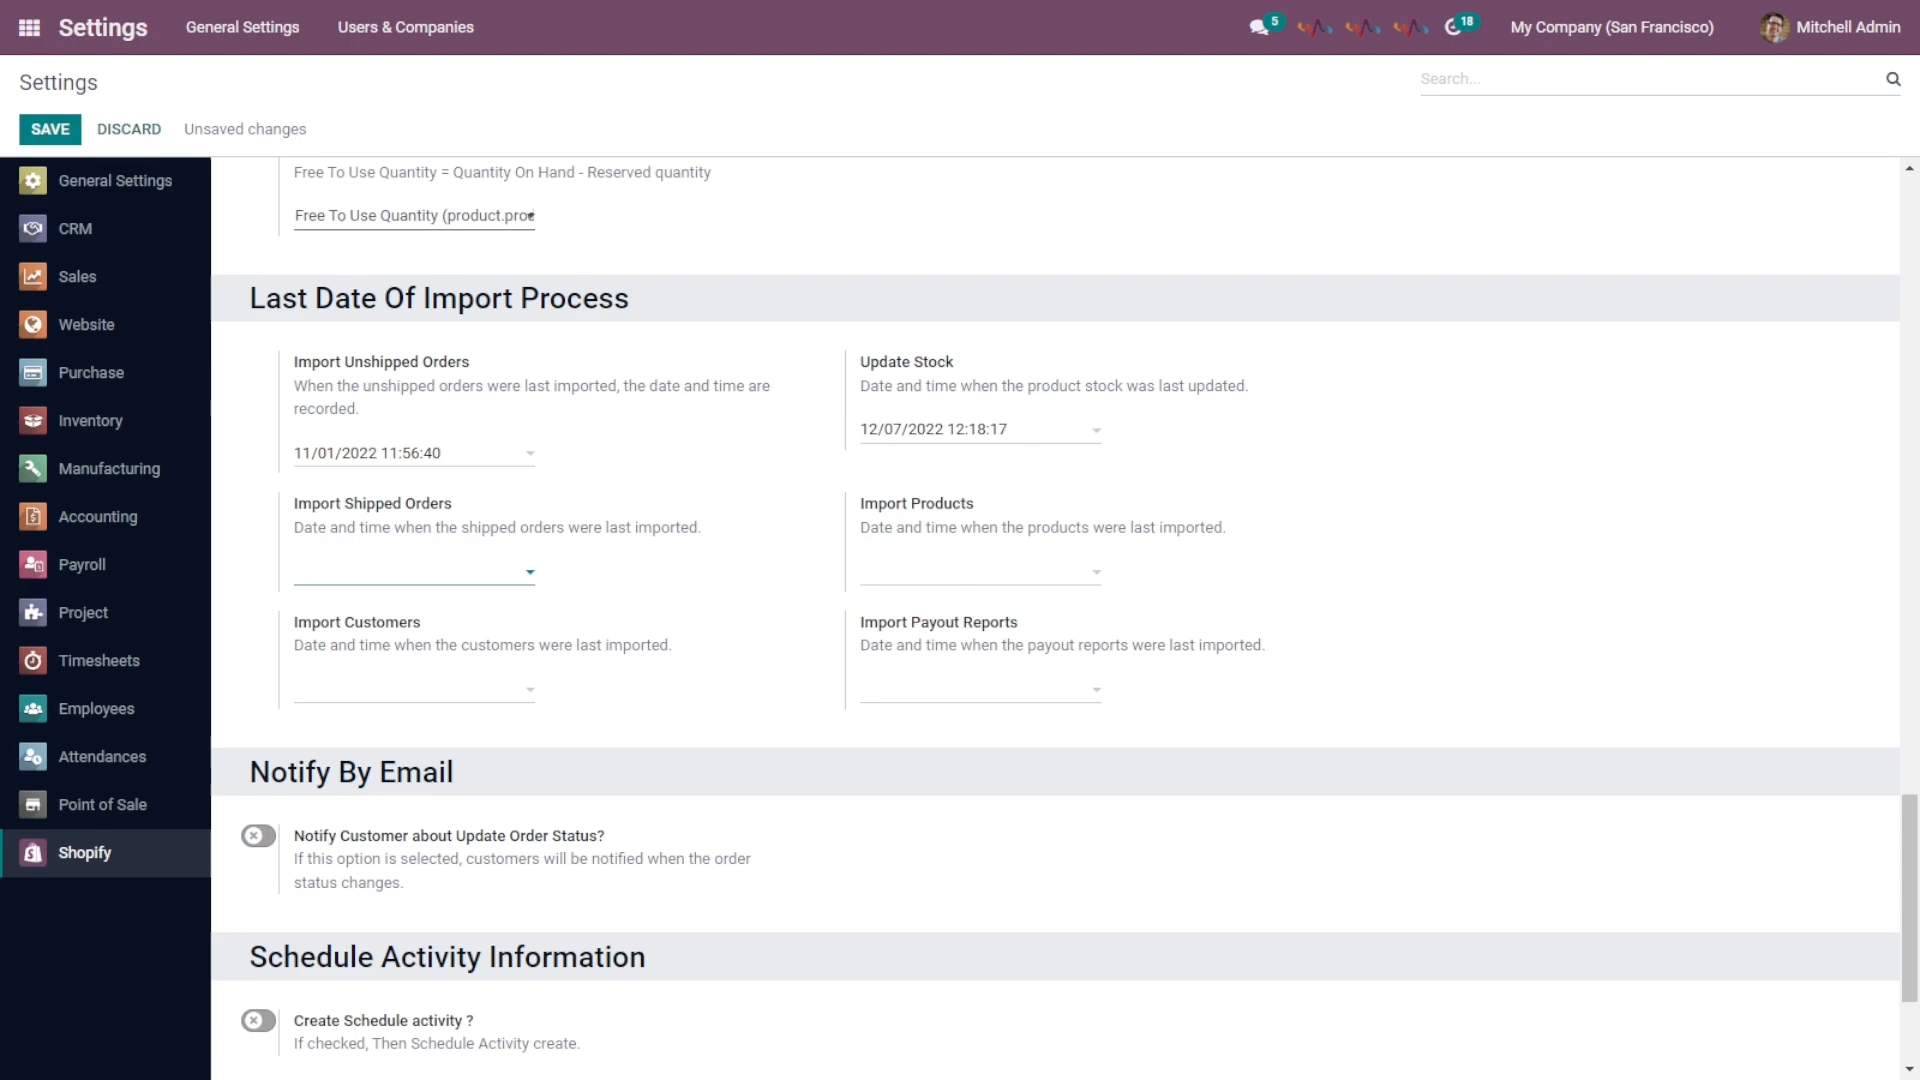 Settings
General Settings
Users & Companies
5
18
My Company (San Francisco)
Mitchell Admin
Settings
Search...
SAVE
DISCARD
Unsaved changes
General Settings
CRM
Sales
Website
Purchase
Inventory
Manufacturing
Accounting
Payroll
Project
Timesheets
Employees
Attendances
Point of Sale
Shopify
Free To Use Quantity = Quantity On Hand - Reserved quantity
Free To Use Quantity (product.prod
Last Date Of Import Process
Import Unshipped Orders
When the unshipped orders were last imported, the date and time are
recorded.
11/01/2022 11:56:40
Update Stock
Date and time when the product stock was last updated.
12/07/2022 12:18:17
Import Shipped Orders
Date and time when the shipped orders were last imported.
Import Products
Date and time when the products were last imported.
Import Customers
Date and time when the customers were last imported.
Import Payout Reports
Date and time when the payout reports were last imported.
Notify By Email
Notify Customer about Update Order Status?
If this option is selected, customers will be notified when the order
status changes.
Schedule Activity Information
Create Schedule activity ?
If checked, Then Schedule Activity create.